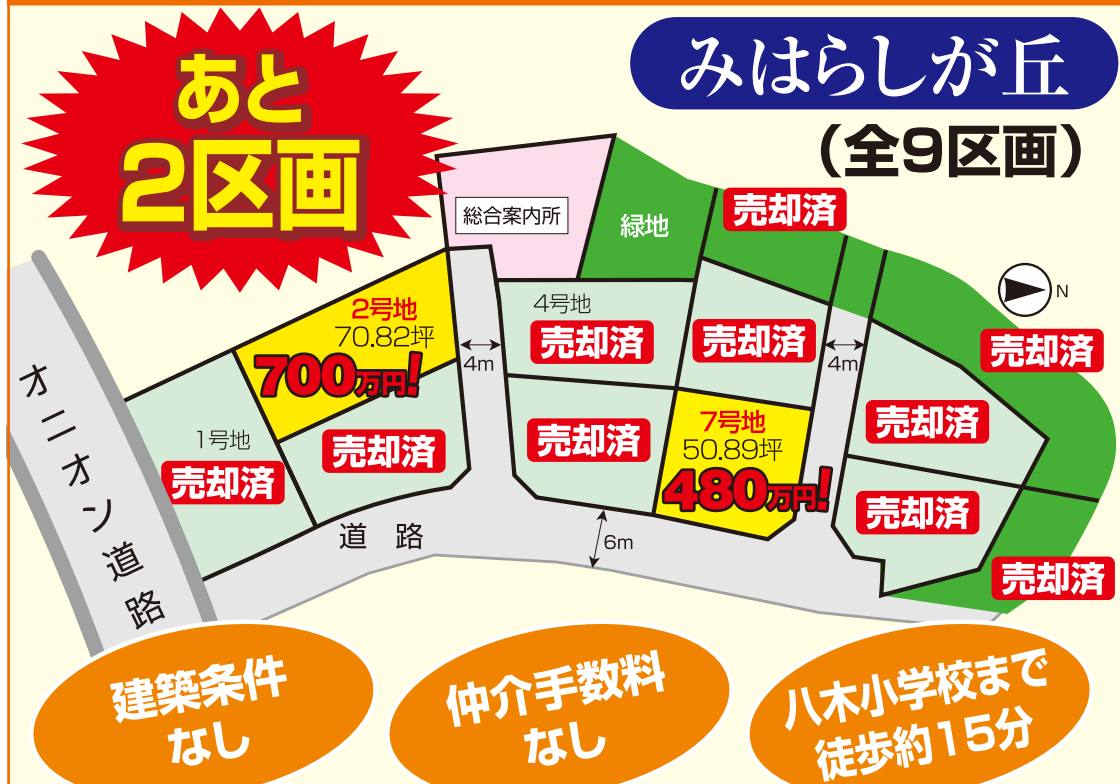 あと
2区画
みはらしが丘
(全9区画)
総合案内所
緑地
売却済
N
2号地
70.82坪
700万円!
4m
4号地
売却済
売却済
4m
売却済
1号地
売却済
売却済
売却済
7号地
50.89坪
480万円!
売却済
売却済
売却済
オニオン道路
道路
6m
建築条件
なし
仲介手数料
なし
八木小学校まで
徒歩約15分